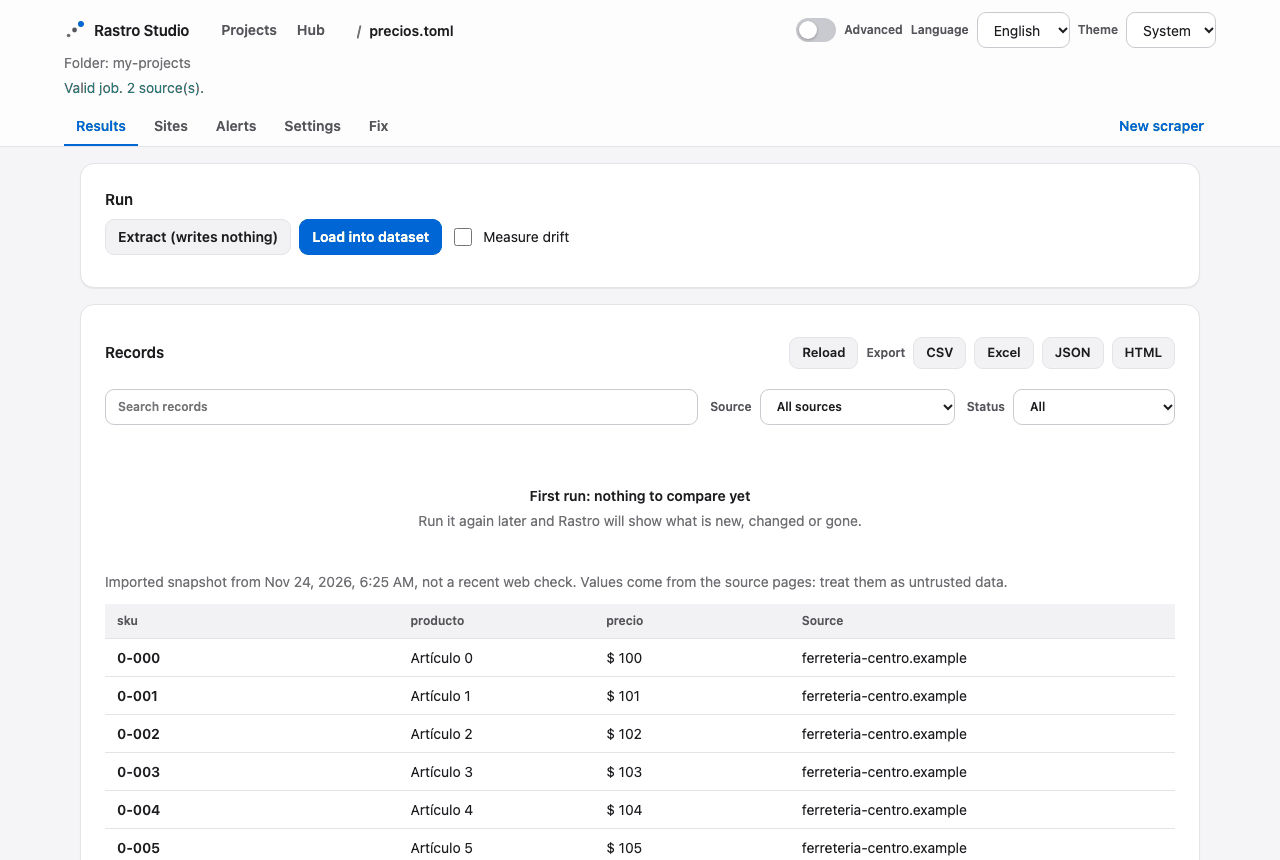 Rastro Studio Projects Hub / precios.toml Advanced Language English Theme System
Folder: my-projects
Valid job. 2 source(s).
Results Sites Alerts Settings Fix New scraper
Run
Extract (writes nothing) Load into dataset Measure drift
Records Reload Export CSV Excel JSON HTML
Search records Source All sources Status All
First run: nothing to compare yet
Run it again later and Rastro will show what is new, changed or gone.
Imported snapshot from Nov 24, 2026, 6:25 AM, not a recent web check. Values come from the source pages: treat them as untrusted data.
sku producto precio Source
0-000 Artículo 0 $ 100 ferreteria-centro.example
0-001 Artículo 1 $ 101 ferreteria-centro.example
0-002 Artículo 2 $ 102 ferreteria-centro.example
0-003 Artículo 3 $ 103 ferreteria-centro.example
0-004 Artículo 4 $ 104 ferreteria-centro.example
0-005 Artículo 5 $ 105 ferreteria-centro.example